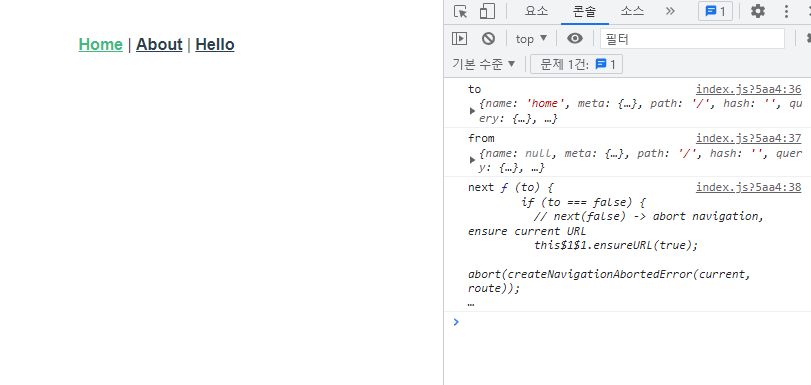 Home | About | Hello
요소 콘솔 소스 » 1
top ▼ 필터
기본 수준 ▼ 문제 1건: 1
to index.js?5aa4:36
{name: 'home', meta: {…}, path: '/', hash: '', qu
ery: {…}, …}
from index.js?5aa4:37
{name: null, meta: {…}, path: '/', hash: '', quer
y: {…}, …}
next ƒ (to) { index.js?5aa4:38
if (to === false) {
// next(false) -> abort navigation,
ensure current URL
this$1$1.ensureURL(true);
abort(createNavigationAbortedError(current,
route));
…